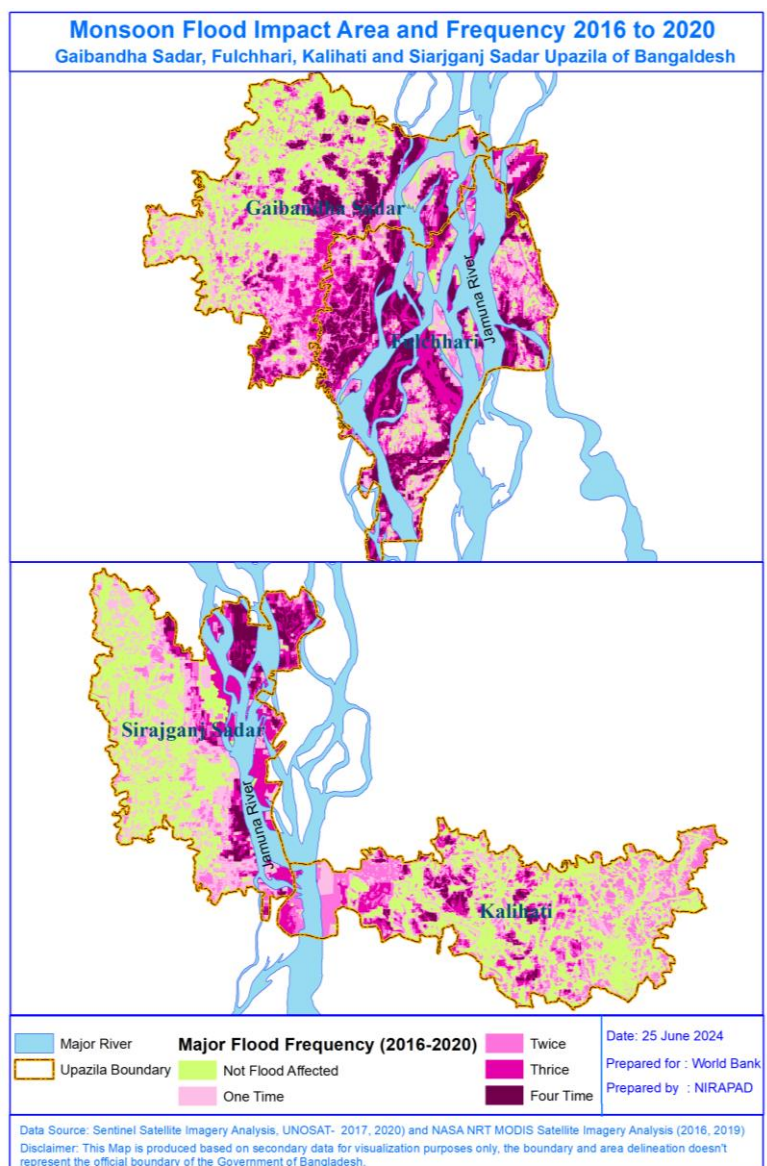 Monsoon Flood Impact Area and Frequency 2016 to 2020
Gaibandha Sadar, Fulchhari, Kalihati and Siarjganj Sadar Upazila of Bangaldesh
Gaibandha Sadar
Jamuna River
Fulchhari
Sirajganj Sadar
Jamuna River
Kalihati
Major River
Upazila Boundary
Major Flood Frequency (2016-2020)
Not Flood Affected
One Time
Twice
Thrice
Four Time
Date: 25 June 2024
Prepared for : World Bank
Prepared by : NIRAPAD
Data Source: Sentinel Satellite Imagery Analysis, UNOSAT- 2017, 2020) and NASA NRT MODIS Satellite Imagery Analysis (2016, 2019)
Disclaimer: This Map is produced based on secondary data for visualization purposes only, the boundary and area delineation doesn't
represent the official boundary of the Government of Bangladesh.